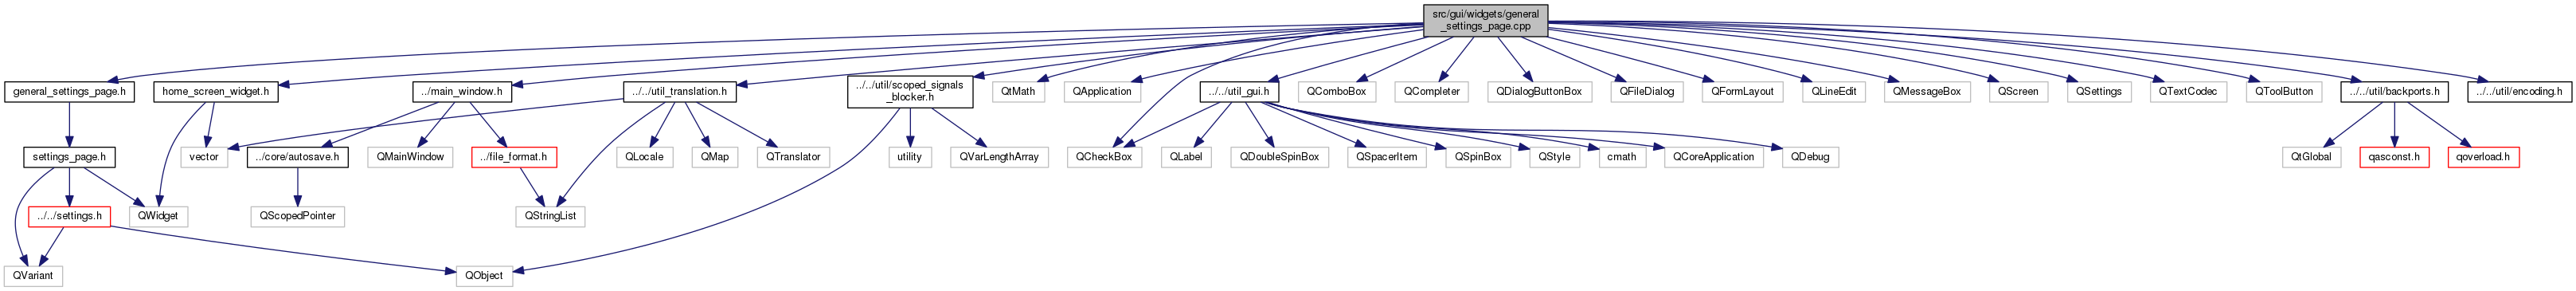 src/gui/widgets/general
_settings_page.cpp
general_settings_page.h
home_screen_widget.h
../main_window.h
../../util_translation.h
../../util/scoped_signals
_blocker.h
QtMath
QApplication
../../util_gui.h
QComboBox
QCompleter
QDialogButtonBox
QFileDialog
QFormLayout
QLineEdit
QMessageBox
QScreen
QSettings
QTextCodec
QToolButton
../../util/backports.h
../../util/encoding.h
settings_page.h
vector
../core/autosave.h
QMainWindow
../file_format.h
QLocale
QMap
QTranslator
utility
QVarLengthArray
QCheckBox
QLabel
QDoubleSpinBox
QSpacerItem
QSpinBox
QStyle
cmath
QCoreApplication
QDebug
QtGlobal
qasconst.h
qoverload.h
../../settings.h
QWidget
QScopedPointer
QStringList
QVariant
QObject